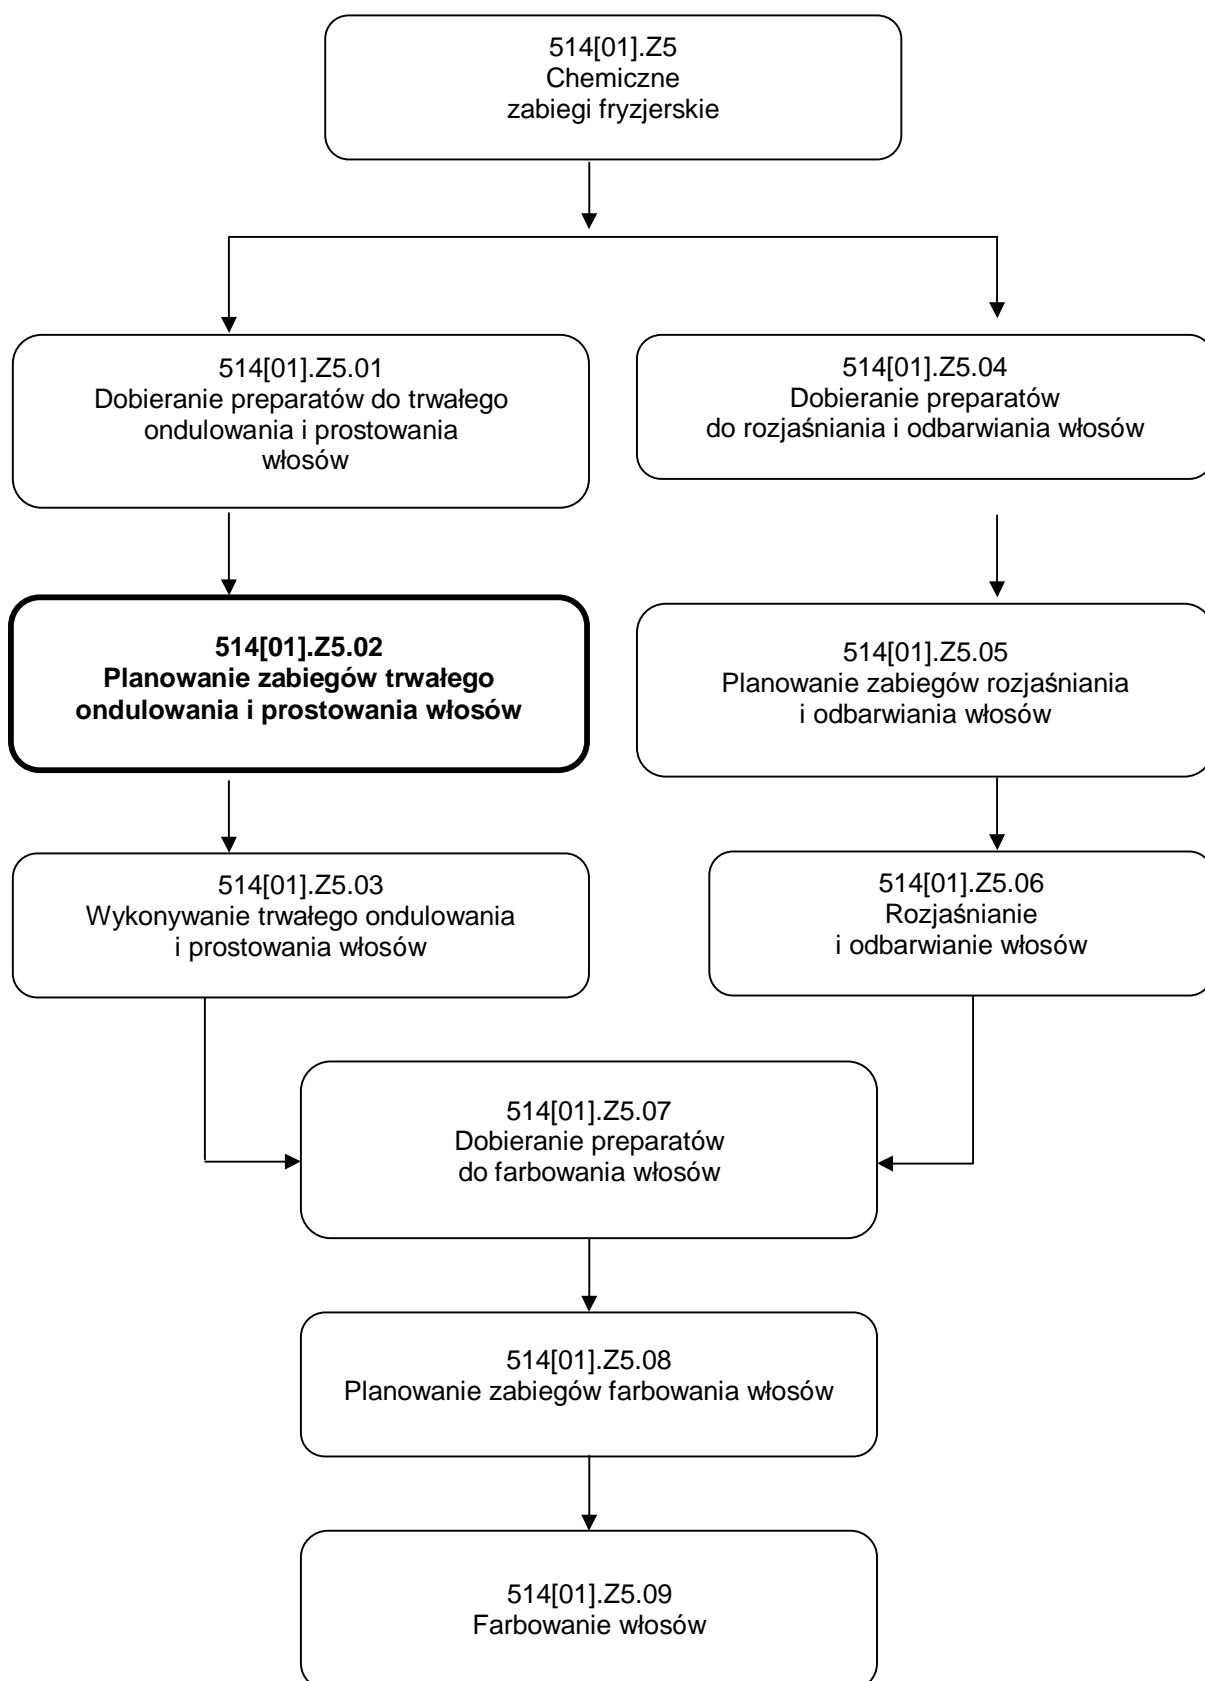 514[01].Z5
Chemiczne
zabiegi fryzjerskie
514[01].Z5.01
Dobieranie preparatów do trwałego
ondulowania i prostowania
włosów
514[01].Z5.04
Dobieranie preparatów
do rozjaśniania i odbarwiania włosów
514[01].Z5.02
Planowanie zabiegów trwałego
ondulowania i prostowania włosów
514[01].Z5.05
Planowanie zabiegów rozjaśniania
i odbarwiania włosów
514[01].Z5.03
Wykonywanie trwałego ondulowania
i prostowania włosów
514[01].Z5.06
Rozjaśnianie
i odbarwianie włosów
514[01].Z5.07
Dobieranie preparatów
do farbowania włosów
514[01].Z5.08
Planowanie zabiegów farbowania włosów
514[01].Z5.09
Farbowanie włosów